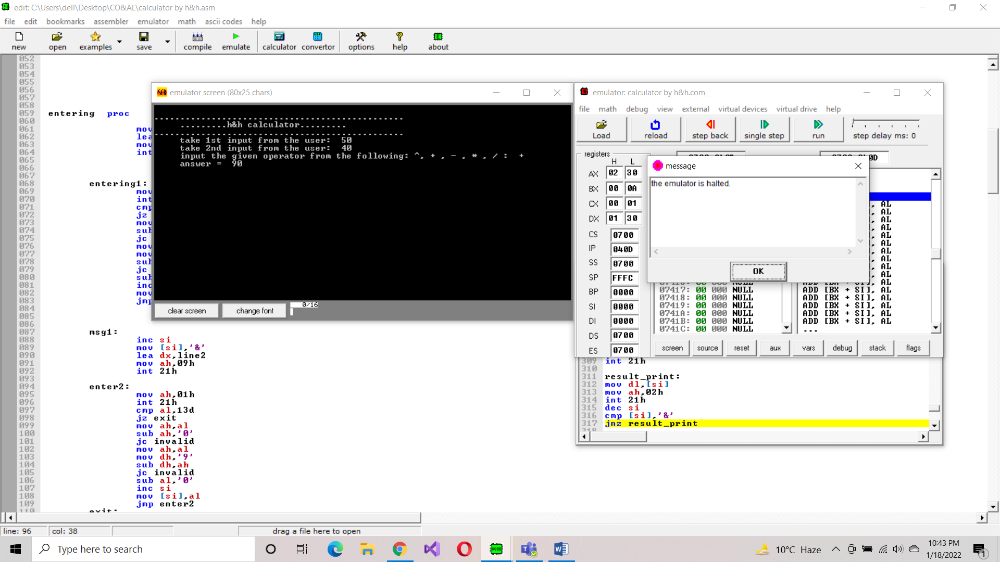 edit: C:\Users\dell\Desktop\CO&AL\calculator by h&h.asm
file edit bookmarks assembler emulator math ascii codes help
new open examples save compile emulate calculator convertor options help about
052
053
054
055
056
057
058
059 entering proc
060
061 mov
062 lea
063 mov
064 int
065
066
067
068 entering1:
069 mov
070 int
071 cmp
072 jz
073 mov
074 sub
075 jc
076 mov
077 mov
078 sub
079 jc
080 sub
081 inc
082 mov
083 jmp
084
085
086
087 msg1:
088 inc si
089 mov [si],'&'
090 lea dx,line2
091 mov ah,09h
092 int 21h
093
094 enter2:
095 mov ah,01h
096 int 21h
097 cmp al,13d
098 jz exit
099 mov ah,al
100 sub ah,'0'
101 jc invalid
102 mov ah,al
103 mov dh,'9'
104 sub dh,ah
105 jc invalid
106 sub al,'0'
107 inc si
108 mov [si],al
109 jmp enter2
110 exit:
line: 96 col: 38 drag a file here to open
emulator screen (80x25 chars)
.........h&h calculator.........
take 1st input from the user: 50
take 2nd input from the user: 40
input the given operator from the following: ^, + , - , * , / : +
answer = 90
clear screen change font 0/16
emulator: calculator by h&h.com_
file math debug view external virtual devices virtual drive help
Load reload step back single step run step delay ms: 0
registers
H L
AX 02 30
BX 00 0A
CX 00 01
DX 01 30
CS 0700
IP 040D
SS 0700
SP FFFC
BP 0000
SI 0000
DI 0000
DS 0700
ES 0700
message
the emulator is halted.
OK
, AL
, AL
, AL
, AL
, AL
, AL
, AL
, AL
, AL
, AL
, AL
07417: 00 000 NULL ADD [BX + SI], AL
07418: 00 000 NULL ADD [BX + SI], AL
07419: 00 000 NULL ADD [BX + SI], AL
0741A: 00 000 NULL ADD [BX + SI], AL
0741B: 00 000 NULL ADD [BX + SI], AL
0741C: 00 000 NULL ...
screen source reset aux vars debug stack flags
309 int 21h
310
311 result_print:
312 mov dl,[si]
313 mov ah,02h
314 int 21h
315 dec si
316 cmp [si],'&'
317 jnz result_print
Type here to search
10°C Haze
10:43 PM
1/18/2022
1